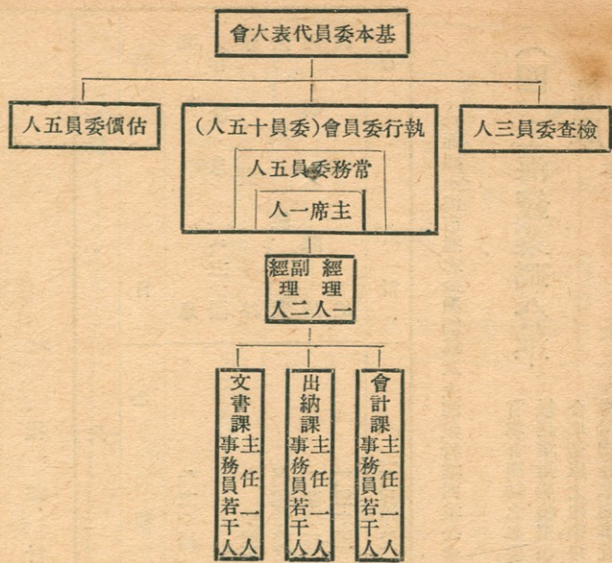 基本委員代表大會
檢查委員三人
執行委員會(委員十五人)
常務委員五人
主席一人
估價委員五人
經理一人
副經理二人
會計課
主任一人
事務員若干人
出納課
主任一人
事務員若干人
文書課
主任一人
事務員若干人